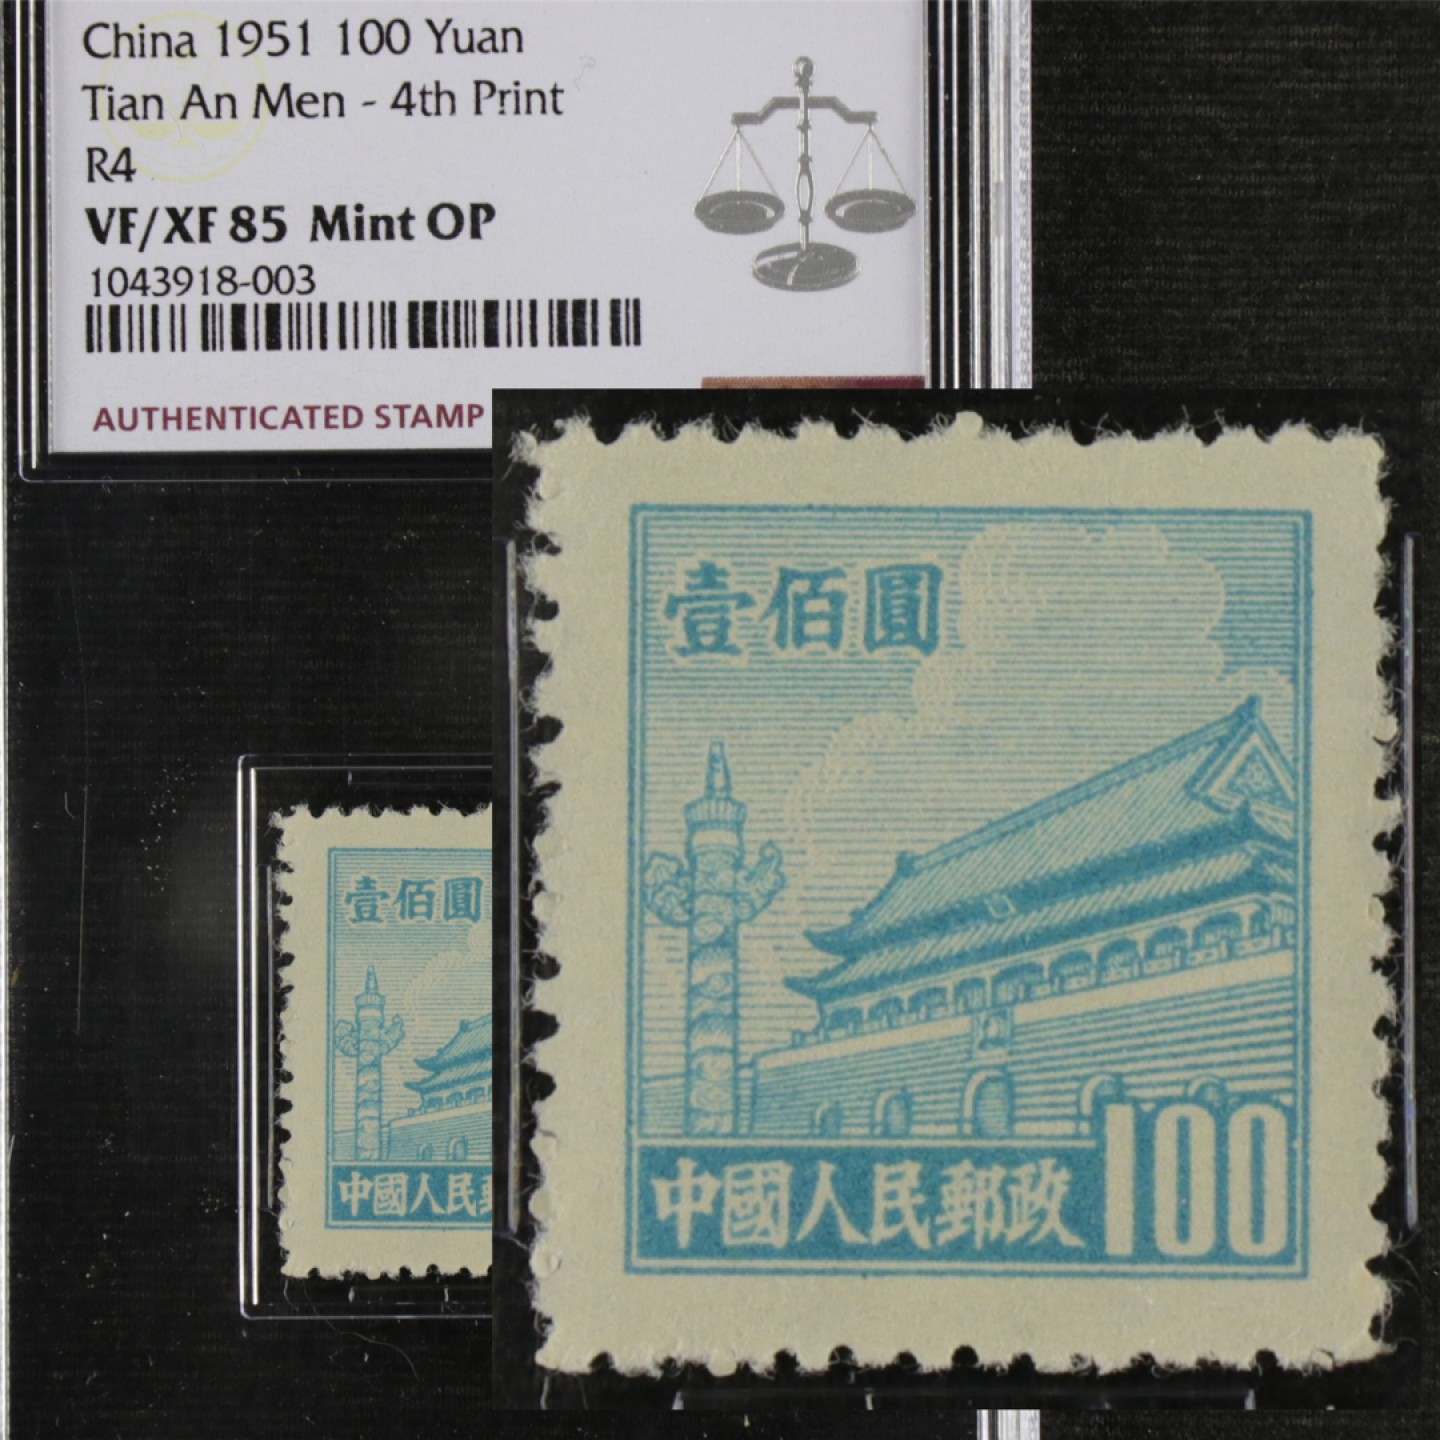 China 1951 100 Yuan
Tian An Men - 4th Print
R4
VF/XF 85 Mint OP
1043918-003
AUTHENTICATED STAMP
壹佰圓
中國人民郵
壹佰圓
中國人民郵政 100